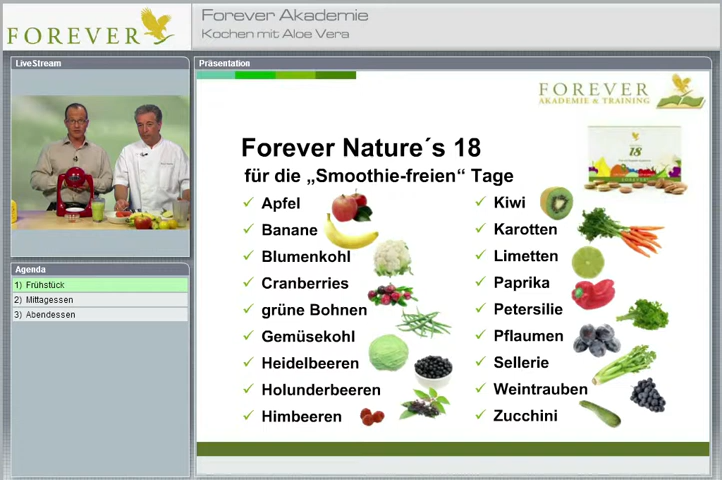 FOREVER
Forever Akademie
Kochen mit Aloe Vera
LiveStream
Agenda
1) Frühstück
2) Mittagessen
3) Abendessen
Präsentation
FOREVER
AKADEMIE & TRAINING
Forever Nature´s 18
für die „Smoothie-freien“ Tage
Apfel
Banane
Blumenkohl
Cranberries
grüne Bohnen
Gemüsekohl
Heidelbeeren
Holunderbeeren
Himbeeren
Kiwi
Karotten
Limetten
Paprika
Petersilie
Pflaumen
Sellerie
Weintrauben
Zucchini
18